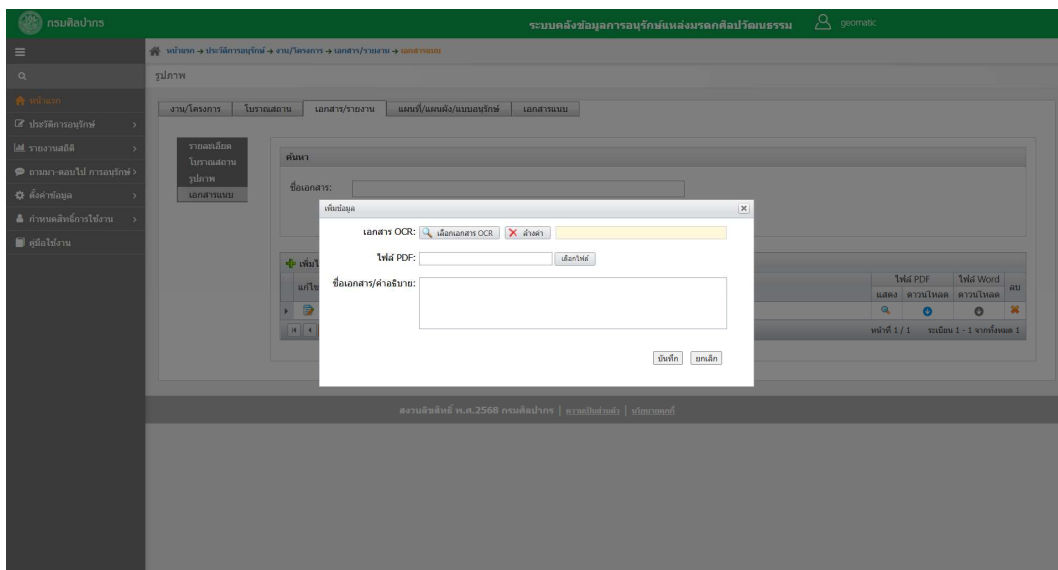 กรมศิลปากร
ระบบคลังข้อมูลการอนุรักษ์แหล่งมรดกศิลปวัฒนธรรม
geomatic
หน้าแรก → ประวัติการอนุรักษ์ → งาน/โครงการ → เอกสาร/รายงาน → เอกสารแนบ
รูปภาพ
หน้าแรก
ประวัติการอนุรักษ์
รายงานสถิติ
ถามมา-ตอบไป การอนุรักษ์
ตั้งค่าข้อมูล
กำหนดสิทธิ์การใช้งาน
คู่มือใช้งาน
งาน/โครงการ โบราณสถาน เอกสาร/รายงาน แผนที่/แผนผัง/แบบอนุรักษ์ เอกสารแนบ
รายละเอียด
โบราณสถาน
รูปภาพ
เอกสารแนบ
ค้นหา
ชื่อเอกสาร:
เพิ่มข้อมูล
เอกสาร OCR: เลือกเอกสาร OCR ล้างค่า
ไฟล์ PDF: เลือกไฟล์
ชื่อเอกสาร/คำอธิบาย:
บันทึก ยกเลิก
แก้ไข
ไฟล์ PDF ไฟล์ Word ลบ
แสดง ดาวน์โหลด ดาวน์โหลด
หน้าที่ 1 / 1 ระเบียน 1 - 1 จากทั้งหมด 1
สงวนลิขสิทธิ์ พ.ศ.2568 กรมศิลปากร | ความเป็นส่วนตัว | นโยบายคุกกี้